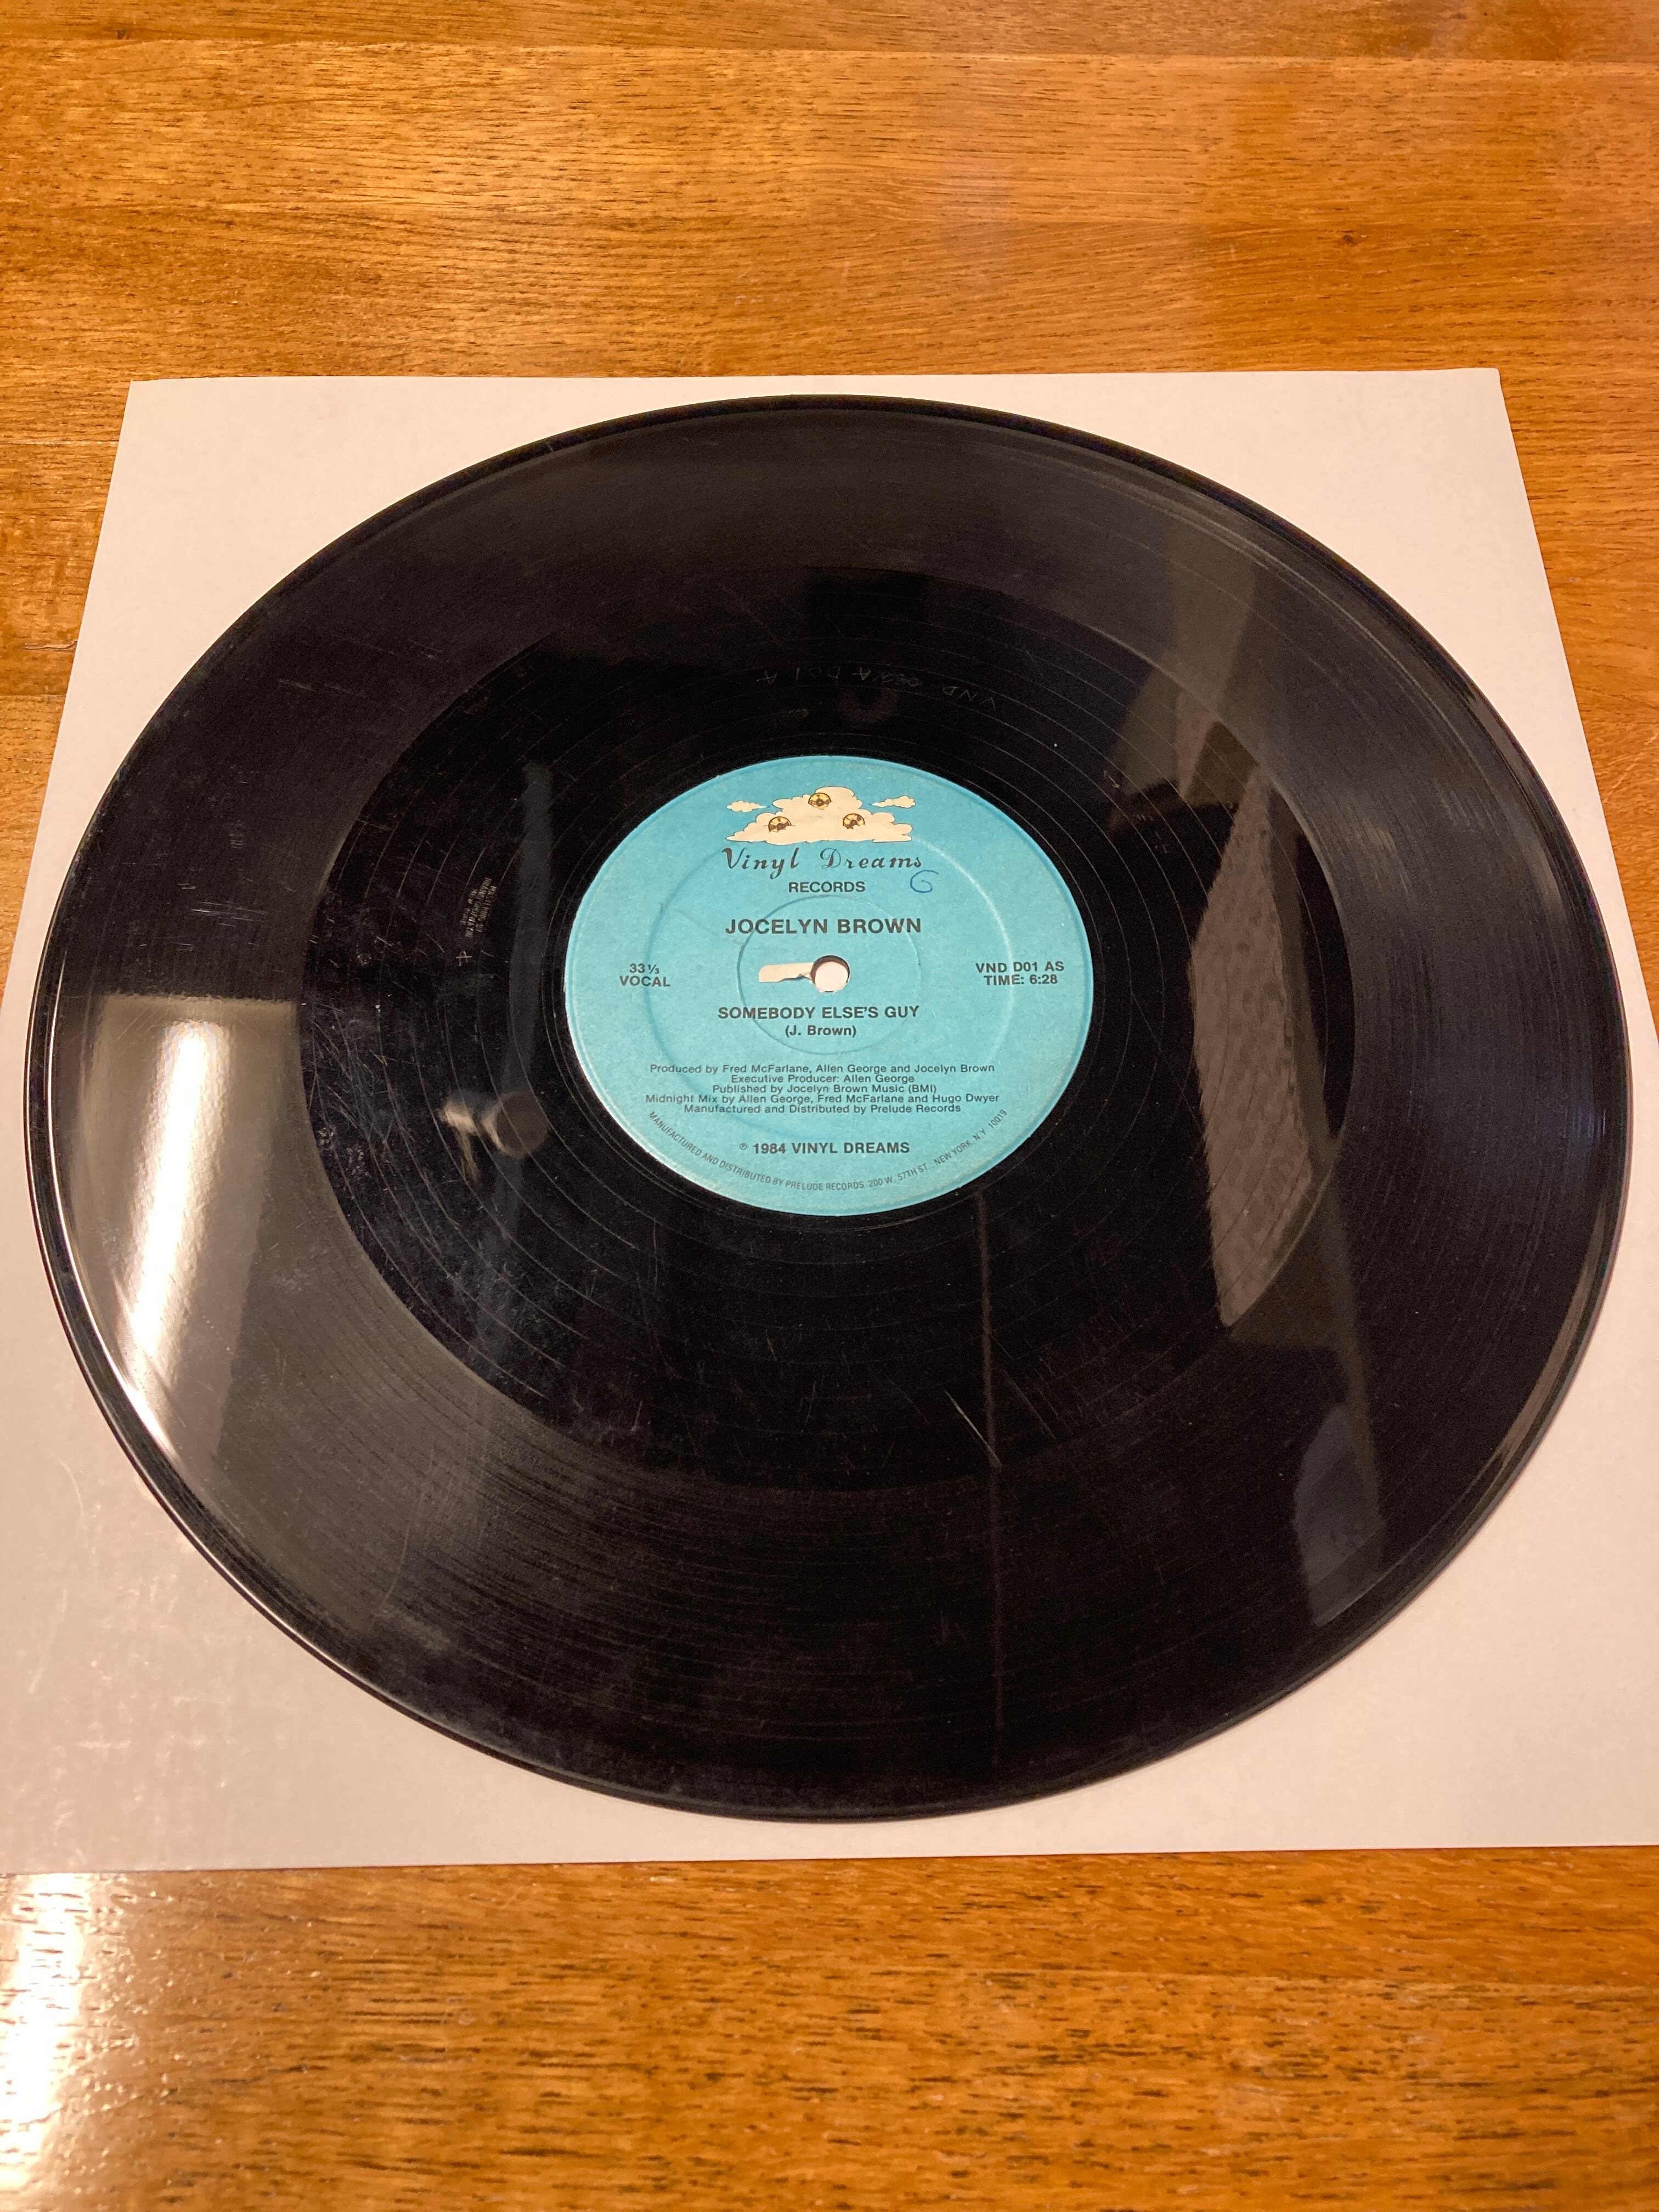 VND D01A
Vinyl Dreams
RECORDS
G
JOCELYN BROWN
33⅓
VOCAL
VND D01 AS
TIME: 6:28
SOMEBODY ELSE'S GUY
(J. Brown)
Produced by Fred McFarlane, Allen George and Jocelyn Brown
Executive Producer: Allen George
Published by Jocelyn Brown Music (BMI)
Midnight Mix by Allen George, Fred McFarlane and Hugo Dwyer
Manufactured and Distributed by Prelude Records
℗ 1984 VINYL DREAMS
MANUFACTURED AND DISTRIBUTED BY PRELUDE RECORDS, 200 W. 57TH ST., NEW YORK, N.Y. 10019